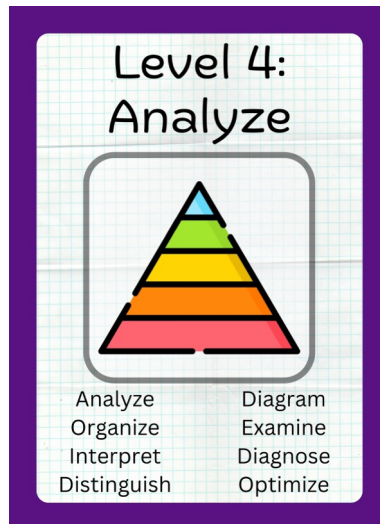 Level 4:
Analyze
Analyze
Organize
Interpret
Distinguish
Diagram
Examine
Diagnose
Optimize